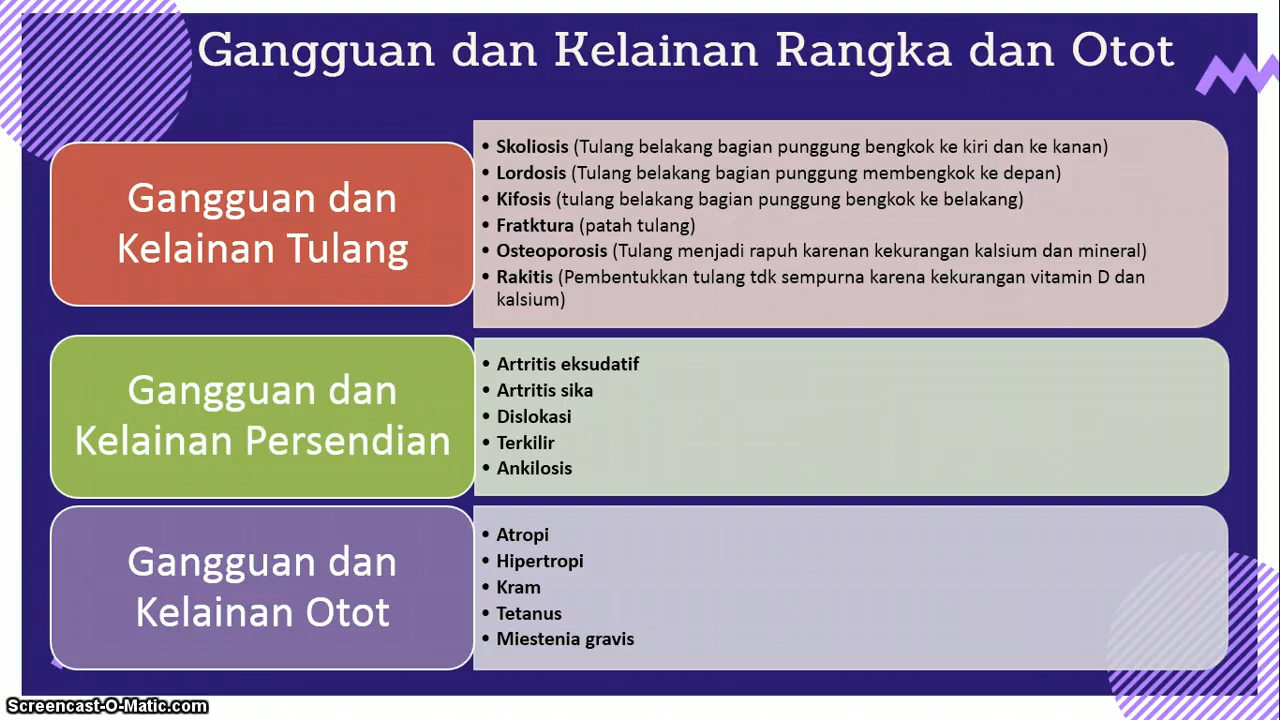 Gangguan dan Kelainan Rangka dan Otot
Gangguan dan
Kelainan Tulang
• Skoliosis (Tulang belakang bagian punggung bengkok ke kiri dan ke kanan)
• Lordosis (Tulang belakang bagian punggung membengkok ke depan)
• Kifosis (tulang belakang bagian punggung bengkok ke belakang)
• Fratktura (patah tulang)
• Osteoporosis (Tulang menjadi rapuh karenan kekurangan kalsium dan mineral)
• Rakitis (Pembentukkan tulang tdk sempurna karena kekurangan vitamin D dan
kalsium)
Gangguan dan
Kelainan Persendian
• Artritis eksudatif
• Artritis sika
• Dislokasi
• Terkilir
• Ankilosis
Gangguan dan
Kelainan Otot
• Atropi
• Hipertropi
• Kram
• Tetanus
• Miestenia gravis
Screencast-O-Matic.com